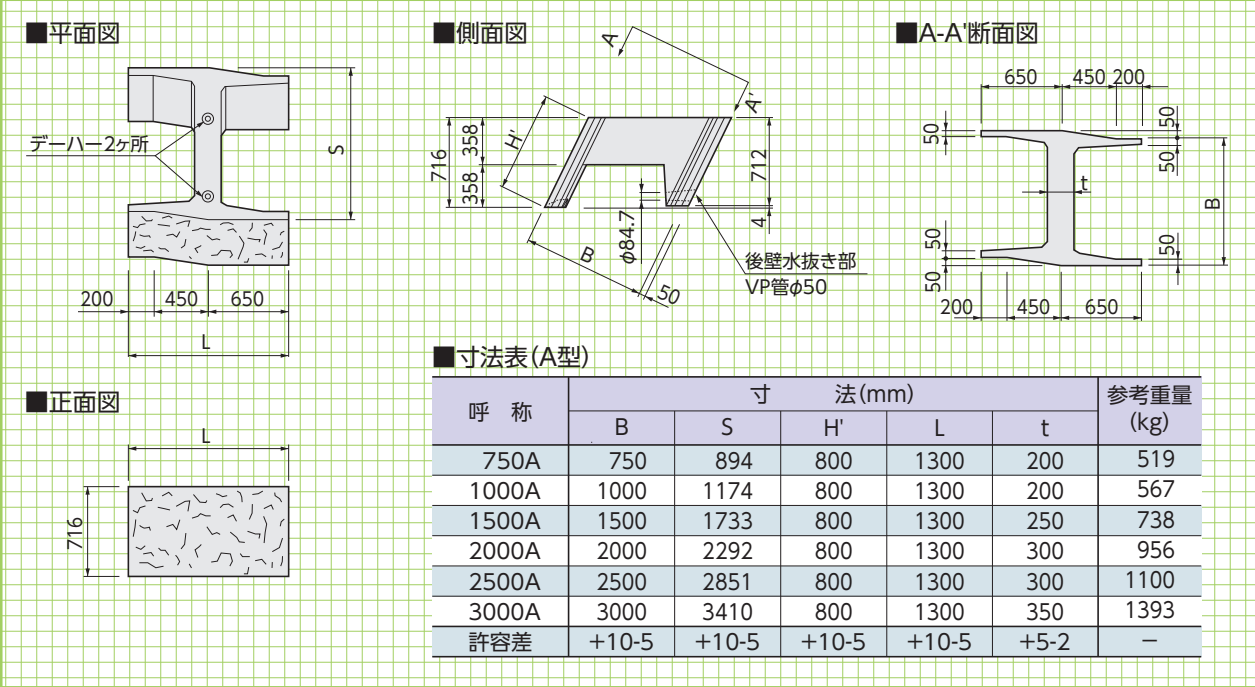 ■平面図
デーハー2ヶ所
S
200 450 650
L
■側面図
A
A'
H'
716
358
358
712
4
B
φ84.7
50
後壁水抜き部
VP管φ50
■A-A'断面図
650 450 200
50
50
50
t
B
50
50
50
200 450 650
■正面図
L
716
■寸法表(A型)
呼 称 寸 法(mm) 参考重量(kg)
B S H' L t
750A 750 894 800 1300 200 519
1000A 1000 1174 800 1300 200 567
1500A 1500 1733 800 1300 250 738
2000A 2000 2292 800 1300 300 956
2500A 2500 2851 800 1300 300 1100
3000A 3000 3410 800 1300 350 1393
許容差 +10-5 +10-5 +10-5 +10-5 +5-2 −